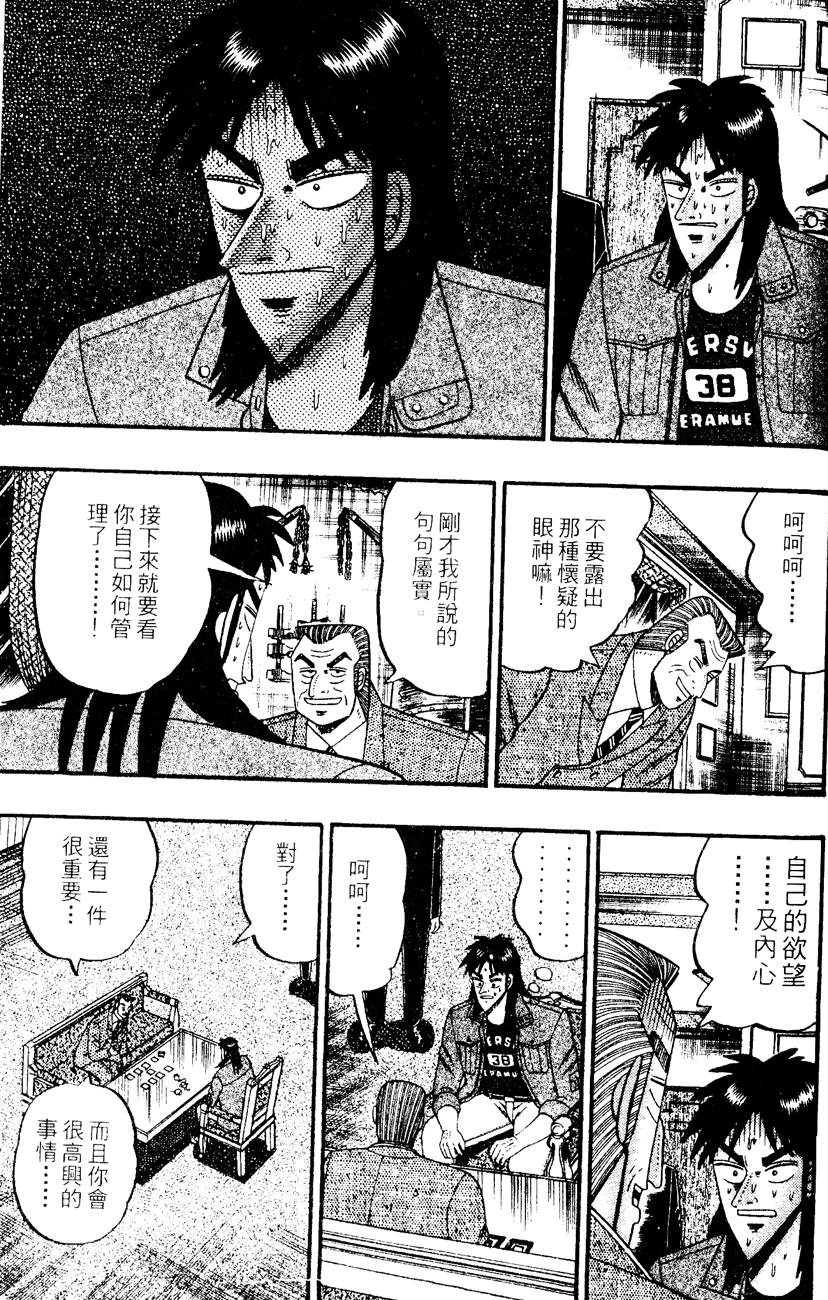 ERSV
38
ERAMUE
呵呵呵……
不要露出
那種懷疑的
眼神嘛！
剛才我所說的
句句屬實。
接下來就要看
你自己如何管
理了………！
自己的欲望
……及內心
……！
………
呵呵……
ERSV
38
ERAMUE
對了……
還有一件
很重要…
而且你會
很高興的
事情……